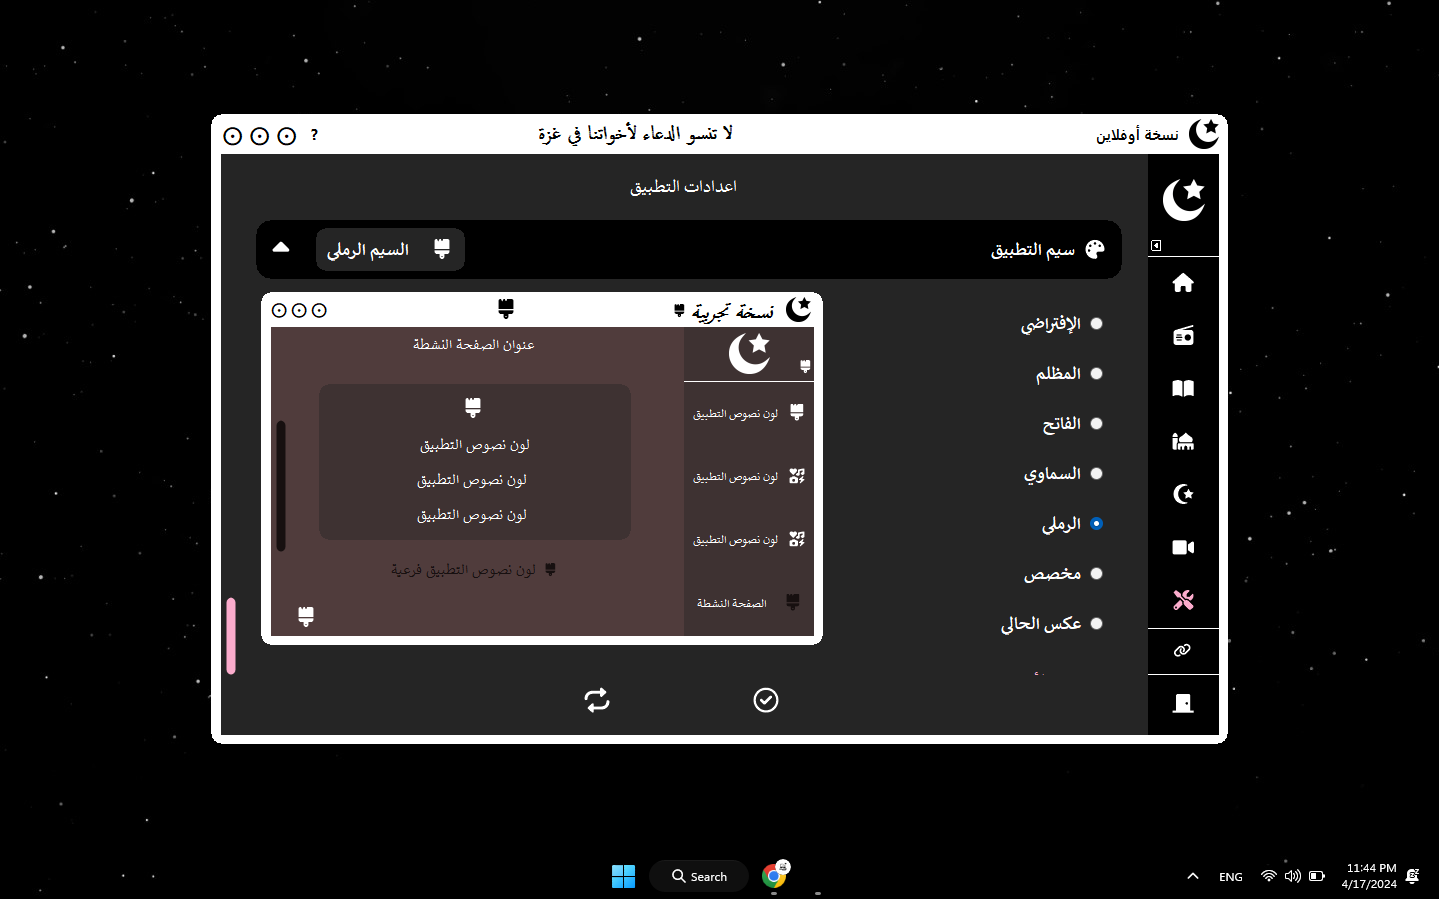 نسخة أوفلاين
لا تنسو الدعاء لأخواتنا في غزة
?
اعدادات التطبيق
سيم التطبيق
السيم الرملي
الإفتراضي
المظلم
الفاتح
السماوي
الرملي
مخصص
عكس الحالي
نسخة تجريبية
عنوان الصفحة النشطة
لون نصوص التطبيق
لون نصوص التطبيق
لون نصوص التطبيق
الصفحة النشطة
لون نصوص التطبيق
لون نصوص التطبيق
لون نصوص التطبيق
لون نصوص التطبيق فرعية
Search
ENG
11:44 PM
4/17/2024